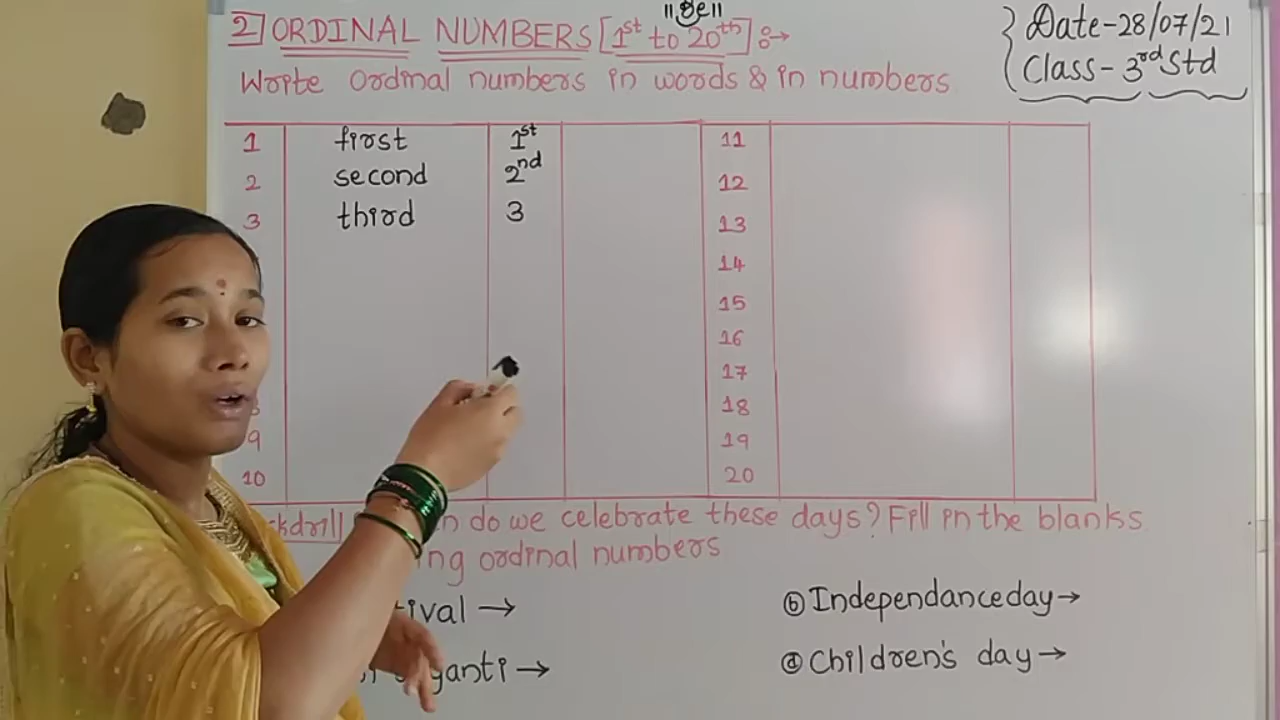 ॥ श्री ॥
2] ORDINAL NUMBERS [1st to 20th] :→
Date-28/07/21
Class-3rd Std
Write Ordinal numbers in words & in numbers
1 first 1st 11
2 second 2nd 12
3 third 3 13
14
15
16
17
18
9 19
10 20
do we celebrate these days? Fill in the blanks
ordinal numbers
→ ⓑ Independanceday→
→ ⓓ Children's day→